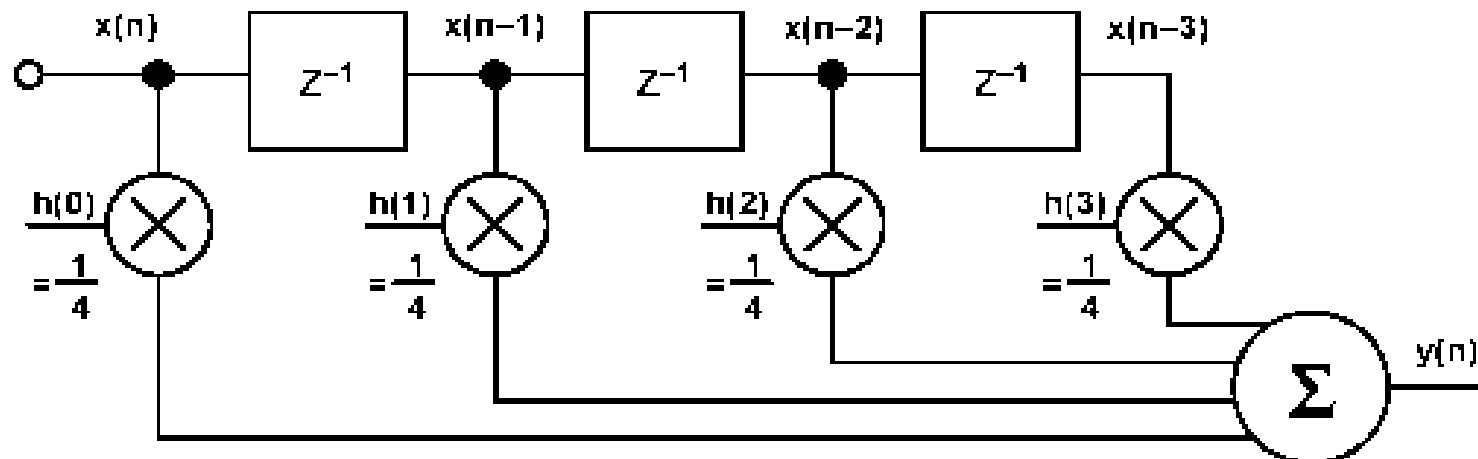 x(n) x(n–1) x(n–2) x(n–3)
Z⁻¹ Z⁻¹ Z⁻¹
h(0) h(1) h(2) h(3)
=1/4 =1/4 =1/4 =1/4
y(n)
Σ